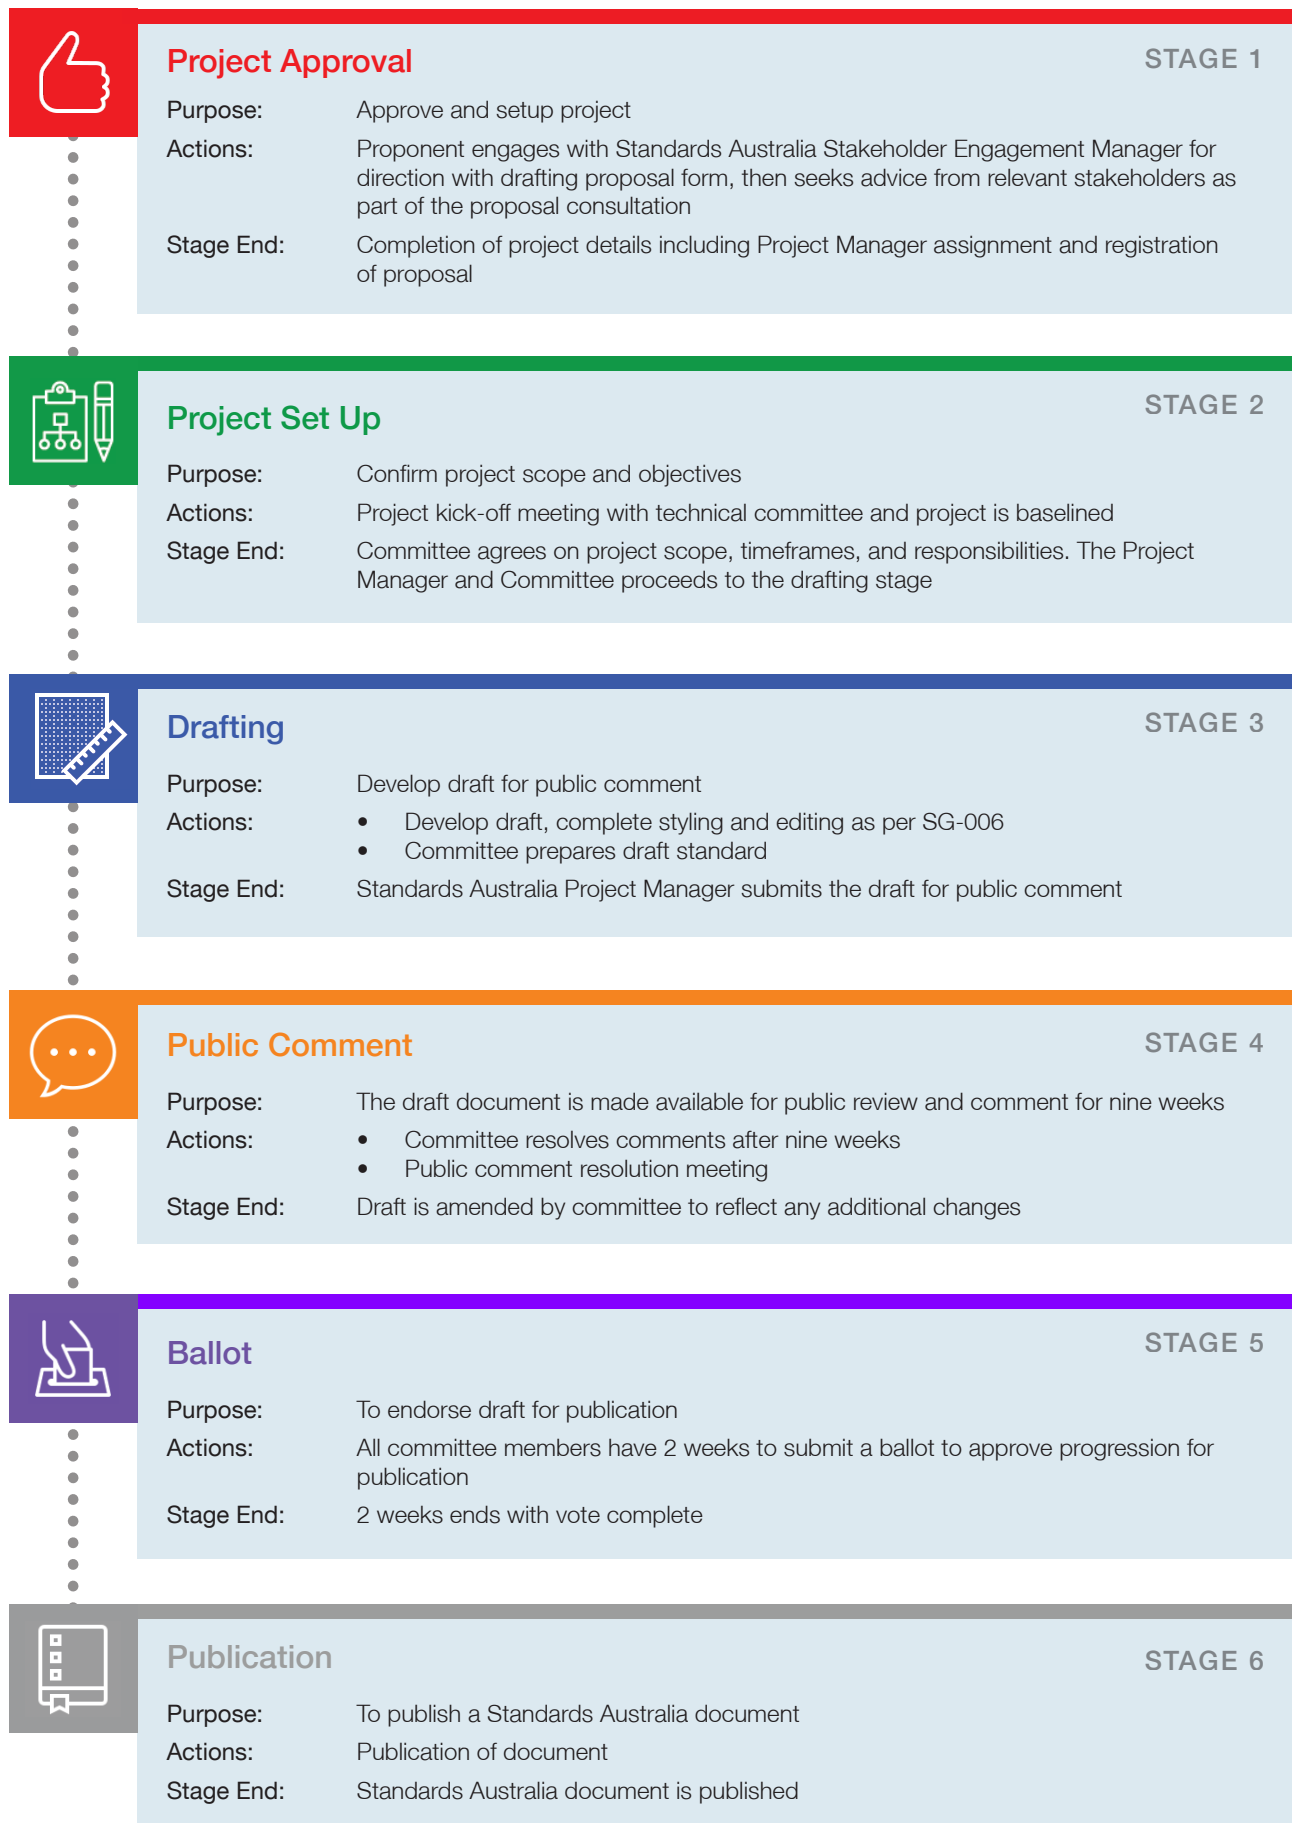 Project Approval
STAGE 1
Purpose: Approve and setup project
Actions: Proponent engages with Standards Australia Stakeholder Engagement Manager for
direction with drafting proposal form, then seeks advice from relevant stakeholders as
part of the proposal consultation
Stage End: Completion of project details including Project Manager assignment and registration
of proposal
Project Set Up
STAGE 2
Purpose: Confirm project scope and objectives
Actions: Project kick-off meeting with technical committee and project is baselined
Stage End: Committee agrees on project scope, timeframes, and responsibilities. The Project
Manager and Committee proceeds to the drafting stage
Drafting
STAGE 3
Purpose: Develop draft for public comment
Actions: • Develop draft, complete styling and editing as per SG-006
• Committee prepares draft standard
Stage End: Standards Australia Project Manager submits the draft for public comment
Public Comment
STAGE 4
Purpose: The draft document is made available for public review and comment for nine weeks
Actions: • Committee resolves comments after nine weeks
• Public comment resolution meeting
Stage End: Draft is amended by committee to reflect any additional changes
Ballot
STAGE 5
Purpose: To endorse draft for publication
Actions: All committee members have 2 weeks to submit a ballot to approve progression for
publication
Stage End: 2 weeks ends with vote complete
Publication
STAGE 6
Purpose: To publish a Standards Australia document
Actions: Publication of document
Stage End: Standards Australia document is published